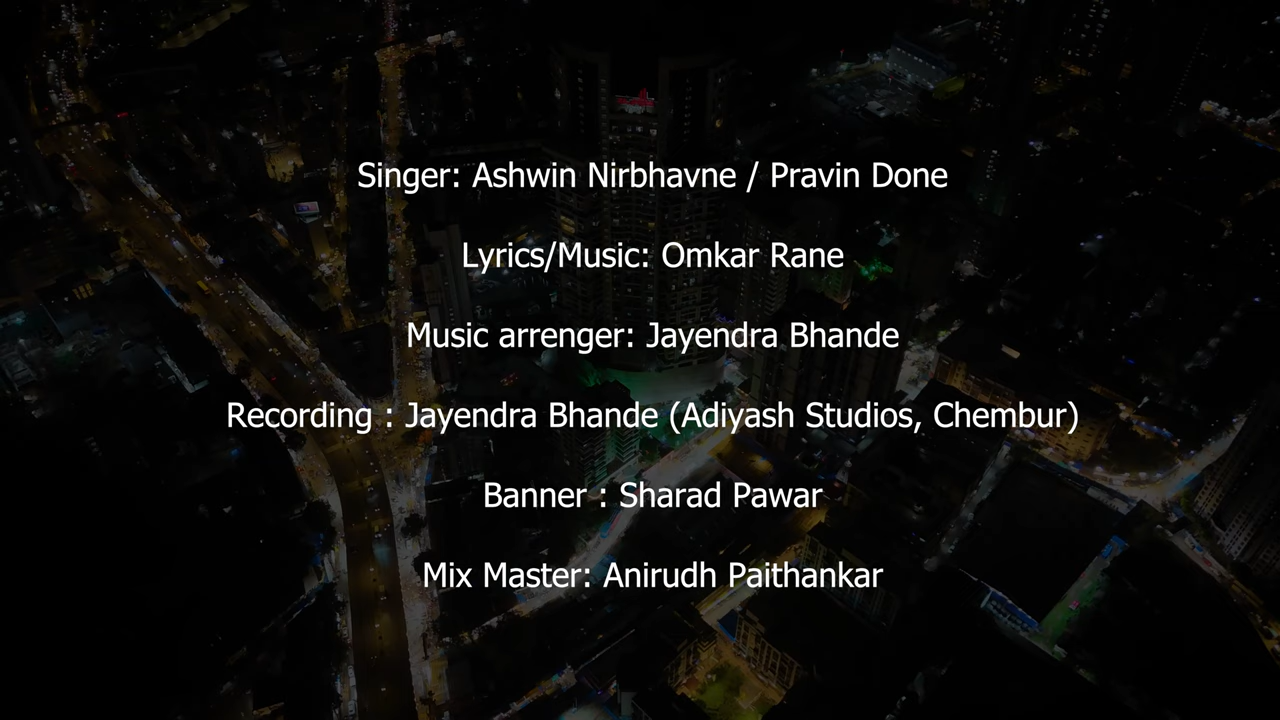 Singer: Ashwin Nirbhavne / Pravin Done
Lyrics/Music: Omkar Rane
Music arrenger: Jayendra Bhande
Recording : Jayendra Bhande (Adiyash Studios, Chembur)
Banner : Sharad Pawar
Mix Master: Anirudh Paithankar